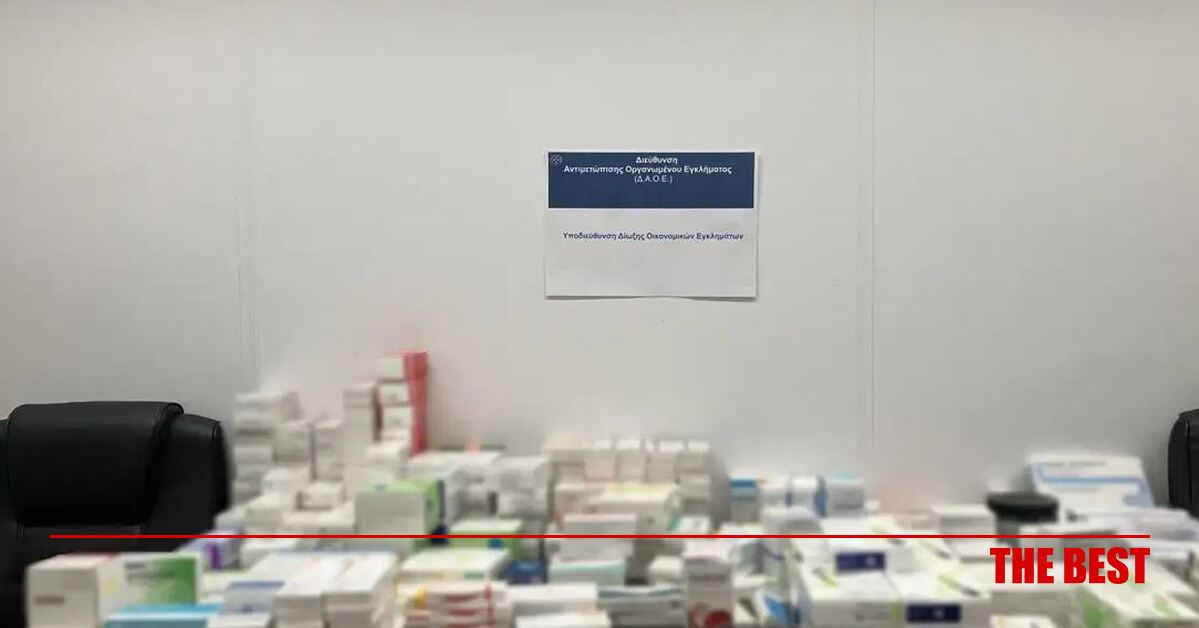 Διεύθυνση
Αντιμετώπισης Οργανωμένου Εγκλήματος
(Δ.Α.Ο.Ε.)
Υποδιεύθυνση Δίωξης Οικονομικών Εγκλημάτων
THE BEST